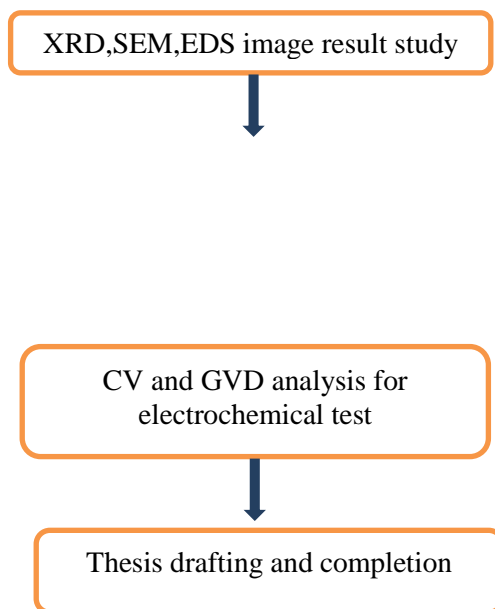 XRD,SEM,EDS image result study
CV and GVD analysis for
electrochemical test
Thesis drafting and completion